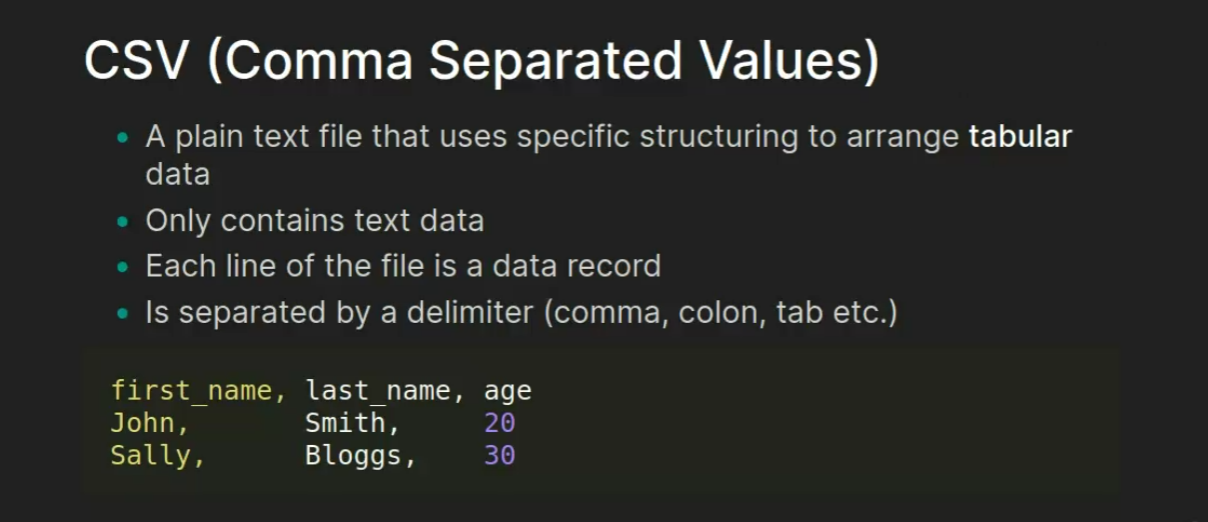 CSV (Comma Separated Values)
A plain text file that uses specific structuring to arrange tabular
data
Only contains text data
Each line of the file is a data record
Is separated by a delimiter (comma, colon, tab etc.)
first_name, last_name, age
John,       Smith,     20
Sally,      Bloggs,    30